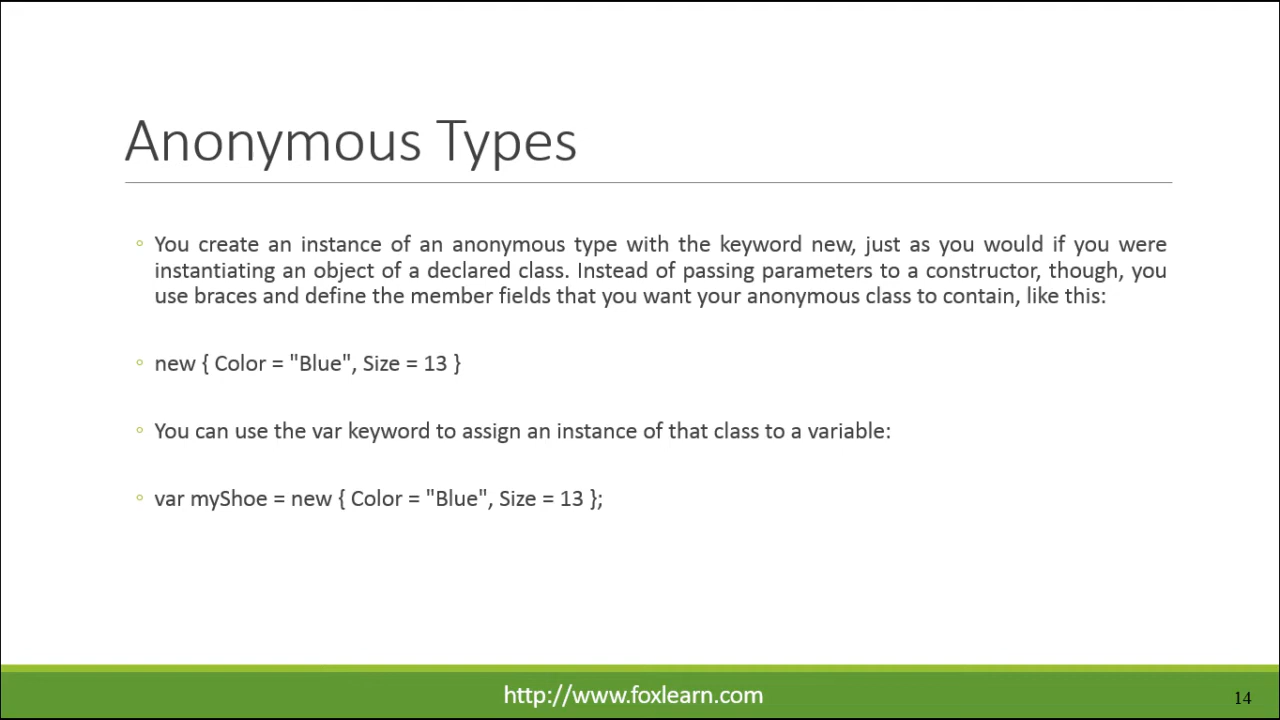 Anonymous Types
◦ You create an instance of an anonymous type with the keyword new, just as you would if you were
instantiating an object of a declared class. Instead of passing parameters to a constructor, though, you
use braces and define the member fields that you want your anonymous class to contain, like this:
◦ new { Color = "Blue", Size = 13 }
◦ You can use the var keyword to assign an instance of that class to a variable:
◦ var myShoe = new { Color = "Blue", Size = 13 };
http://www.foxlearn.com
14